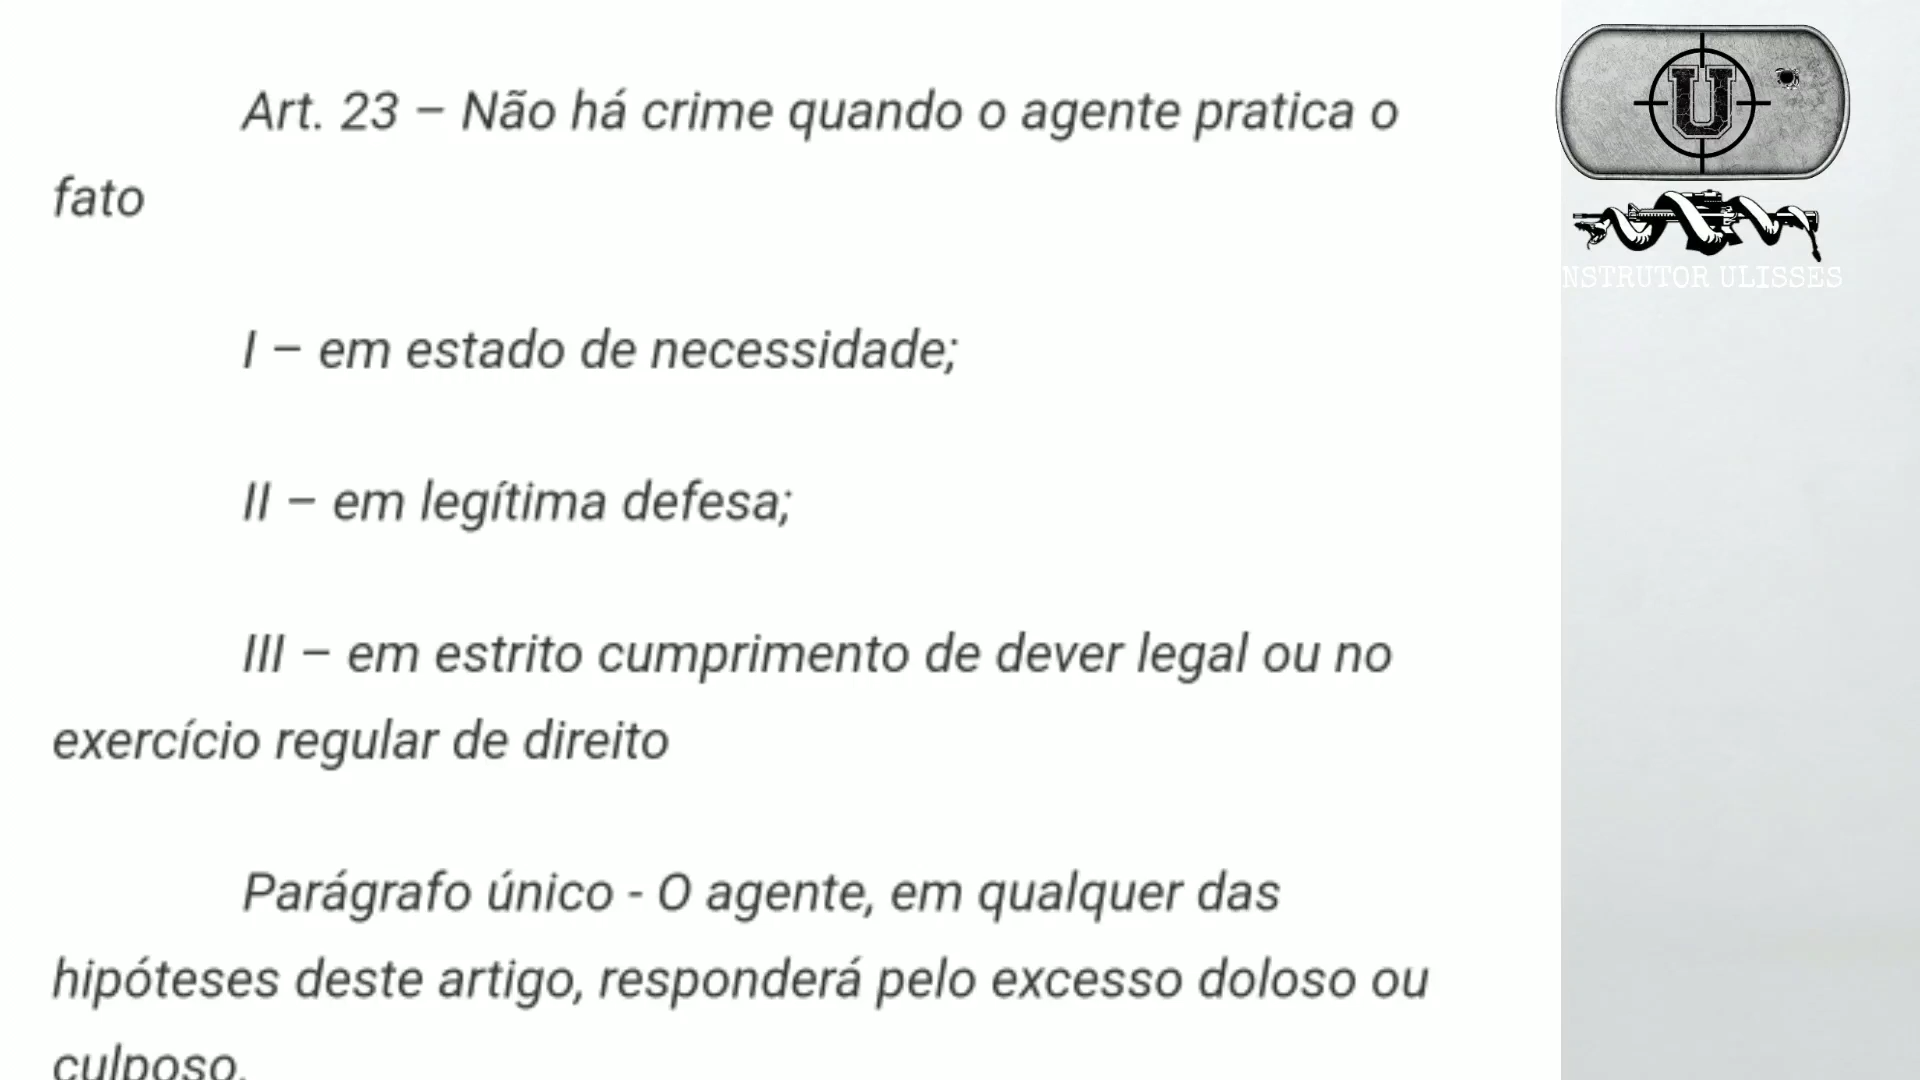 Art. 23 – Não há crime quando o agente pratica o
fato
I – em estado de necessidade;
II – em legítima defesa;
III – em estrito cumprimento de dever legal ou no
exercício regular de direito
Parágrafo único - O agente, em qualquer das
hipóteses deste artigo, responderá pelo excesso doloso ou
culposo.
U
NSTRUTOR ULISSES